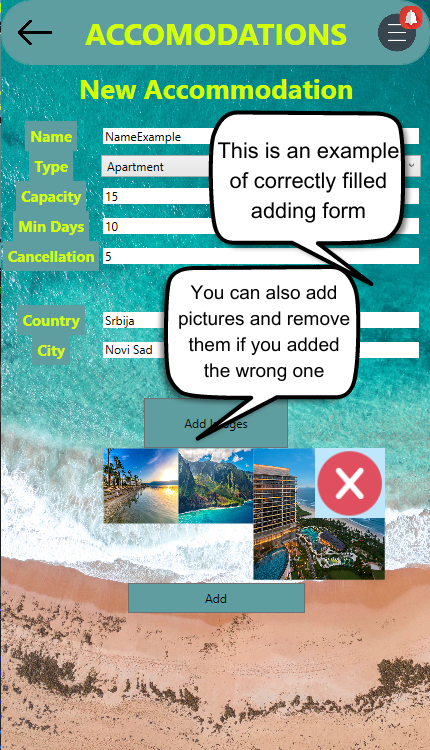 ACCOMODATIONS
New Accommodation
Name NameExample
Type Apartment
Capacity 15
Min Days 10
Cancellation 5
This is an example
of correctly filled
adding form
Country Srbija
City Novi Sad
You can also add
pictures and remove
them if you added
the wrong one
Add Images
Add